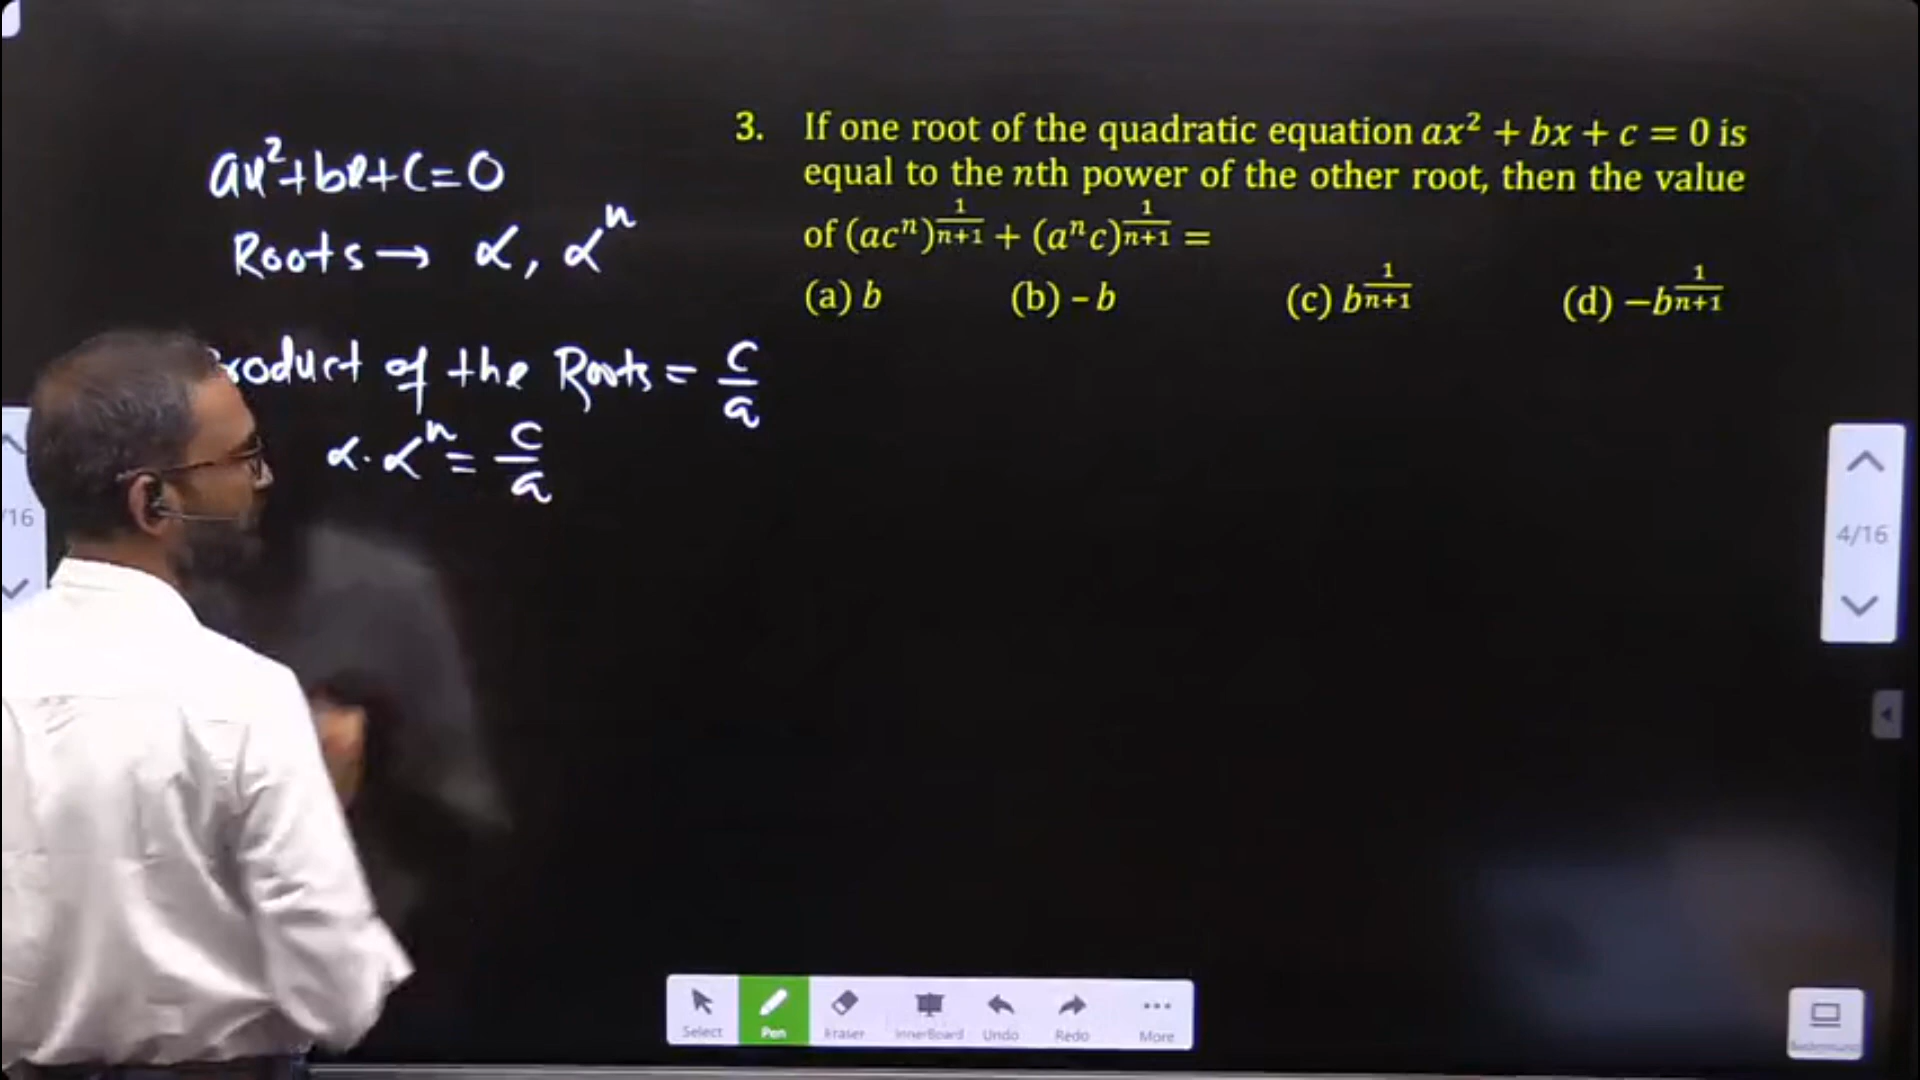 ax²+bx+c=0
Roots → α, αⁿ
roduct of the Roots = c/a
α·αⁿ = c/a
3. If one root of the quadratic equation ax² + bx + c = 0 is
equal to the nth power of the other root, then the value
of (acⁿ)^(1/(n+1)) + (aⁿc)^(1/(n+1)) =
(a) b (b) – b (c) b^(1/(n+1)) (d) −b^(1/(n+1))
/16
4/16
Select Pen Eraser InnerBoard Undo Redo More